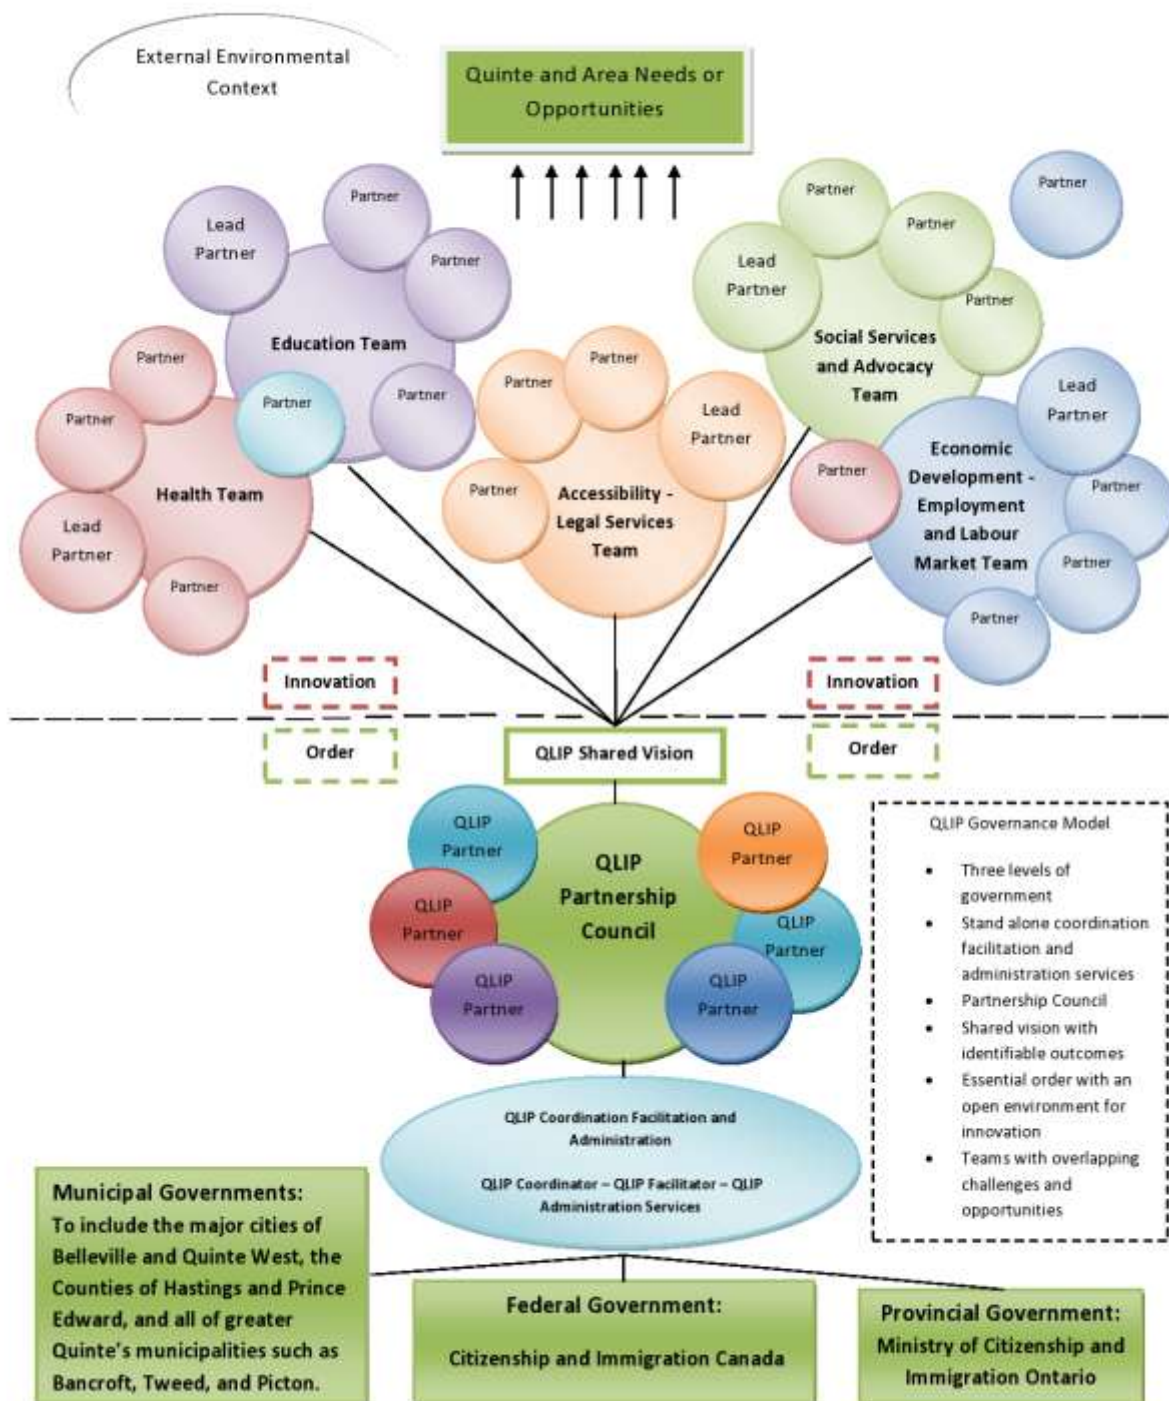 External Environmental
Context
Quinte and Area Needs or
Opportunities
Partner
Partner
Partner
Lead
Partner
Partner
Partner
Lead
Partner
Partner
Education Team
Partner
Partner
Partner
Social Services
and Advocacy
Team
Partner
Partner
Partner
Partner
Lead
Partner
Lead
Partner
Partner
Health Team
Partner
Accessibility -
Legal Services
Team
Partner
Economic
Development -
Employment
and Labour
Market Team
Partner
Lead
Partner
Partner
Partner
Partner
Innovation
Innovation
Order
QLIP Shared Vision
Order
QLIP
Partner
QLIP
Partner
QLIP
Partnership
Council
QLIP
Partner
QLIP
Partner
QLIP
Partner
QLIP
Partner
QLIP Governance Model
• Three levels of
government
• Stand alone coordination
facilitation and
administration services
• Partnership Council
• Shared vision with
identifiable outcomes
• Essential order with an
open environment for
innovation
• Teams with overlapping
challenges and
opportunities
QLIP Coordination Facilitation and
Administration
QLIP Coordinator – QLIP Facilitator – QLIP
Administration Services
Municipal Governments:
To include the major cities of
Belleville and Quinte West, the
Counties of Hastings and Prince
Edward, and all of greater
Quinte's municipalities such as
Bancroft, Tweed, and Picton.
Federal Government:
Citizenship and Immigration Canada
Provincial Government:
Ministry of Citizenship and
Immigration Ontario